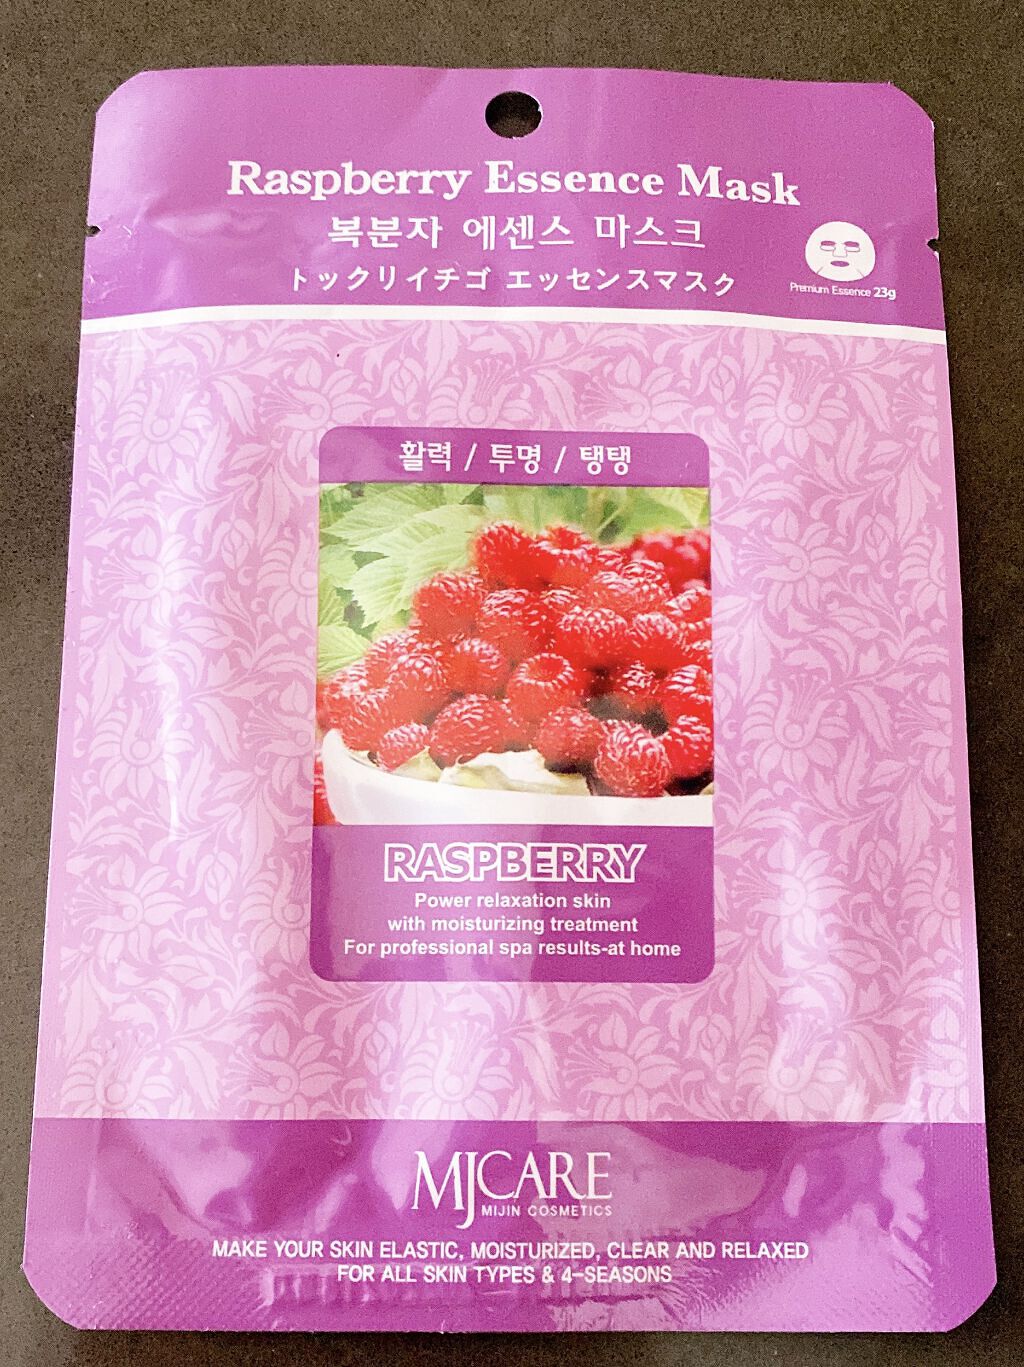 Raspberry Essence Mask
복분자 에센스 마스크
トックリイチゴ エッセンスマスク
Premium Essence 23g
활력 / 투명 / 탱탱
RASPBERRY
Power relaxation skin
with moisturizing treatment
For professional spa results-at home
MJCARE
MIJIN COSMETICS
MAKE YOUR SKIN ELASTIC, MOISTURIZED, CLEAR AND RELAXED
FOR ALL SKIN TYPES & 4-SEASONS